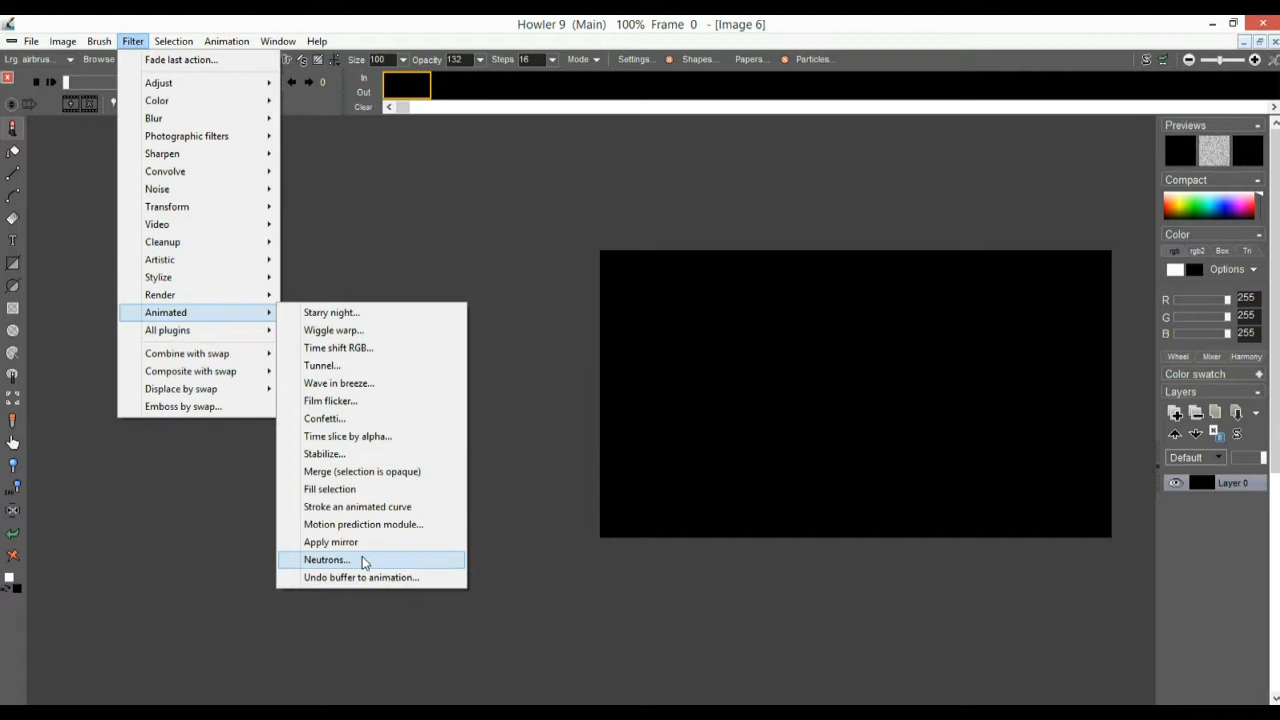 Howler 9 (Main) 100% Frame 0 - [Image 6]
File Image Brush Filter Selection Animation Window Help
Lrg airbrus... Browse Size 100 Opacity 132 Steps 16 Mode Settings... Shapes... Papers... Particles...
0 In
Out
Clear
Fade last action...
Adjust
Color
Blur
Photographic filters
Sharpen
Convolve
Noise
Transform
Video
Cleanup
Artistic
Stylize
Render
Animated
All plugins
Combine with swap
Composite with swap
Displace by swap
Emboss by swap...
Starry night...
Wiggle warp...
Time shift RGB...
Tunnel...
Wave in breeze...
Film flicker...
Confetti...
Time slice by alpha...
Stabilize...
Merge (selection is opaque)
Fill selection
Stroke an animated curve
Motion prediction module...
Apply mirror
Neutrons...
Undo buffer to animation...
Previews
Compact
Color
rgb rgb2 Box Tri
Options
R 255
G 255
B 255
Wheel Mixer Harmony
Color swatch
Layers
Default
Layer 0